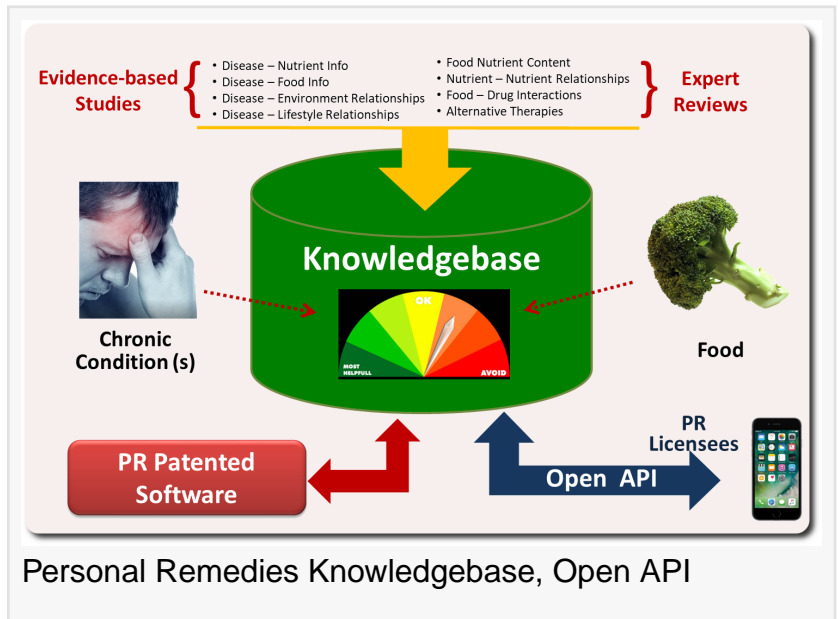 Evidence-based
Studies
• Disease – Nutrient Info
• Disease – Food Info
• Disease – Environment Relationships
• Disease – Lifestyle Relationships
• Food Nutrient Content
• Nutrient – Nutrient Relationships
• Food – Drug Interactions
• Alternative Therapies
Expert
Reviews
Knowledgebase
OK
MOST
HELPFULL
AVOID
Chronic
Condition (s)
Food
PR Patented
Software
PR
Licensees
Open API
Personal Remedies Knowledgebase, Open API